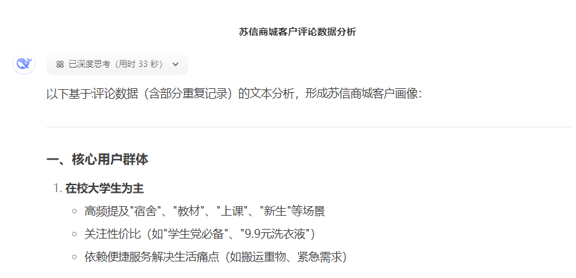 苏信商城客户评论数据分析
已深度思考（用时 33 秒）
以下基于评论数据（含部分重复记录）的文本分析，形成苏信商城客户画像：
一、核心用户群体
1. 在校大学生为主
高频提及"宿舍"、"教材"、"上课"、"新生"等场景
关注性价比（如"学生党必备"、"9.9元洗衣液"）
依赖便捷服务解决生活痛点（如搬运重物、紧急需求）